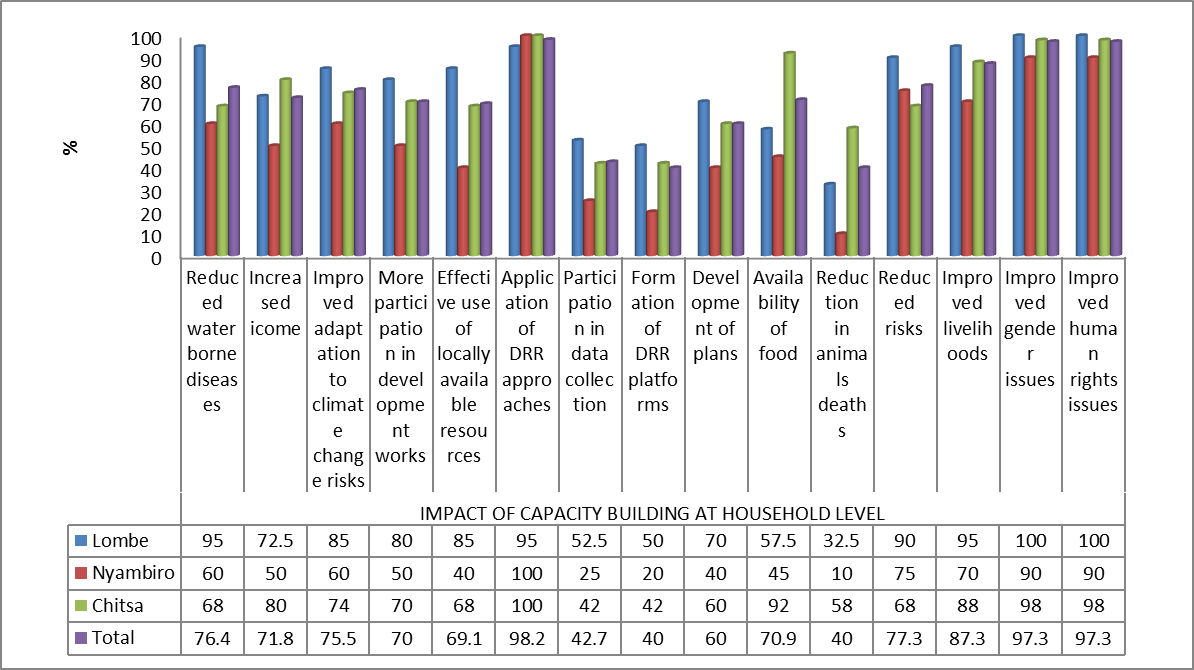 %
100
90
80
70
60
50
40
30
20
10
0
Reduc
ed
water
borne
diseas
es
Increa
sed
icome
Improv
ed
adapt
ation
to
climat
e
chang
e risks
More
partici
patio
n in
devel
opme
nt
works
Effecti
ve use
of
locally
availa
ble
resou
rces
Applic
ation
of
DRR
appro
aches
Partici
patio
n in
data
collec
tion
Form
ation
of
DRR
platfo
rms
Devel
opme
nt of
plans
Availa
bility
of
food
Reduc
tion
in
anima
ls
death
s
Reduc
ed
risks
Impro
ved
livelih
oods
Impro
ved
gende
r
issues
Impro
ved
huma
n
rights
issues
IMPACT OF CAPACITY BUILDING AT HOUSEHOLD LEVEL
Lombe 95 72.5 85 80 85 95 52.5 50 70 57.5 32.5 90 95 100 100
Nyambiro 60 50 60 50 40 100 25 20 40 45 10 75 70 90 90
Chitsa 68 80 74 70 68 100 42 42 60 92 58 68 88 98 98
Total 76.4 71.8 75.5 70 69.1 98.2 42.7 40 60 70.9 40 77.3 87.3 97.3 97.3